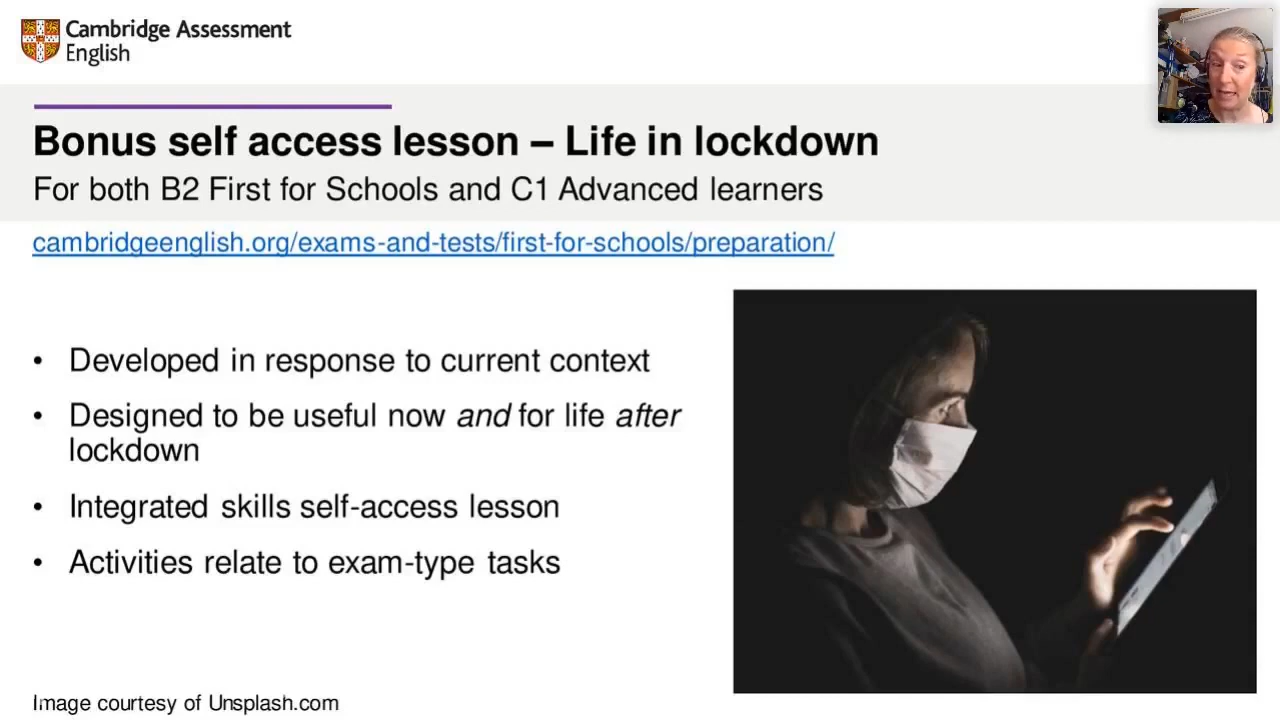 Cambridge Assessment
English
Bonus self access lesson – Life in lockdown
For both B2 First for Schools and C1 Advanced learners
cambridgeenglish.org/exams-and-tests/first-for-schools/preparation/
• Developed in response to current context
• Designed to be useful now and for life after
lockdown
• Integrated skills self-access lesson
• Activities relate to exam-type tasks
Image courtesy of Unsplash.com